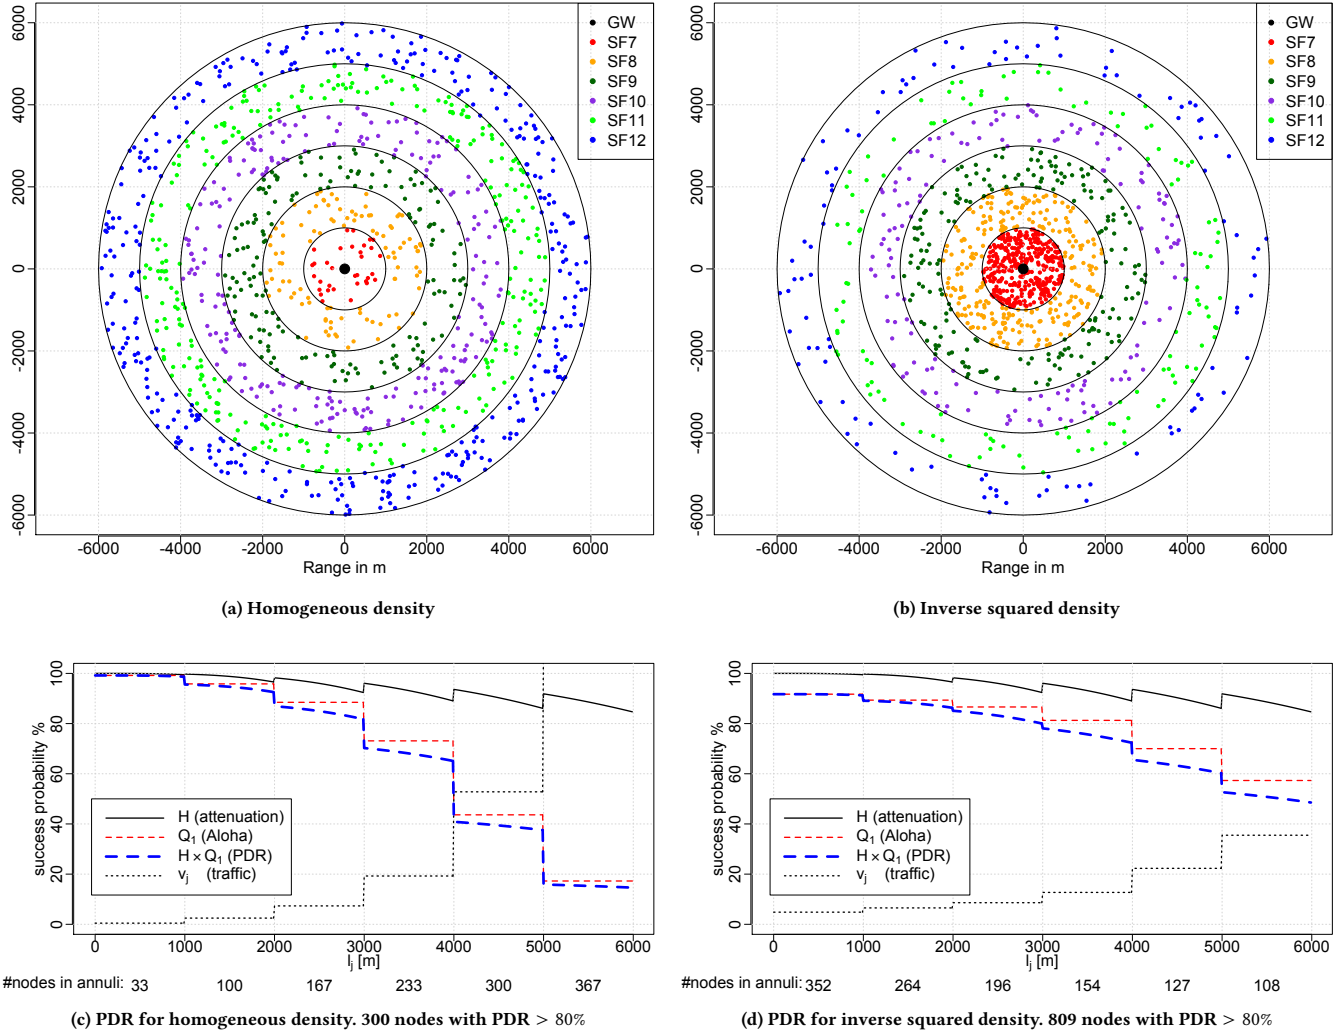 6000
4000
2000
0
-2000
-4000
-6000
-6000 -4000 -2000 0 2000 4000 6000
Range in m
GW
SF7
SF8
SF9
SF10
SF11
SF12
(a) Homogeneous density
6000
4000
2000
0
-2000
-4000
-6000
-6000 -4000 -2000 0 2000 4000 6000
Range in m
GW
SF7
SF8
SF9
SF10
SF11
SF12
(b) Inverse squared density
success probability %
100
80
60
40
20
0
H (attenuation)
Q₁ (Aloha)
H × Q₁ (PDR)
vⱼ (traffic)
0 1000 2000 3000 4000 5000 6000
lⱼ [m]
#nodes in annuli: 33 100 167 233 300 367
(c) PDR for homogeneous density. 300 nodes with PDR > 80%
success probability %
100
80
60
40
20
0
H (attenuation)
Q₁ (Aloha)
H × Q₁ (PDR)
vⱼ (traffic)
0 1000 2000 3000 4000 5000 6000
lⱼ [m]
#nodes in annuli: 352 264 196 154 127 108
(d) PDR for inverse squared density. 809 nodes with PDR > 80%